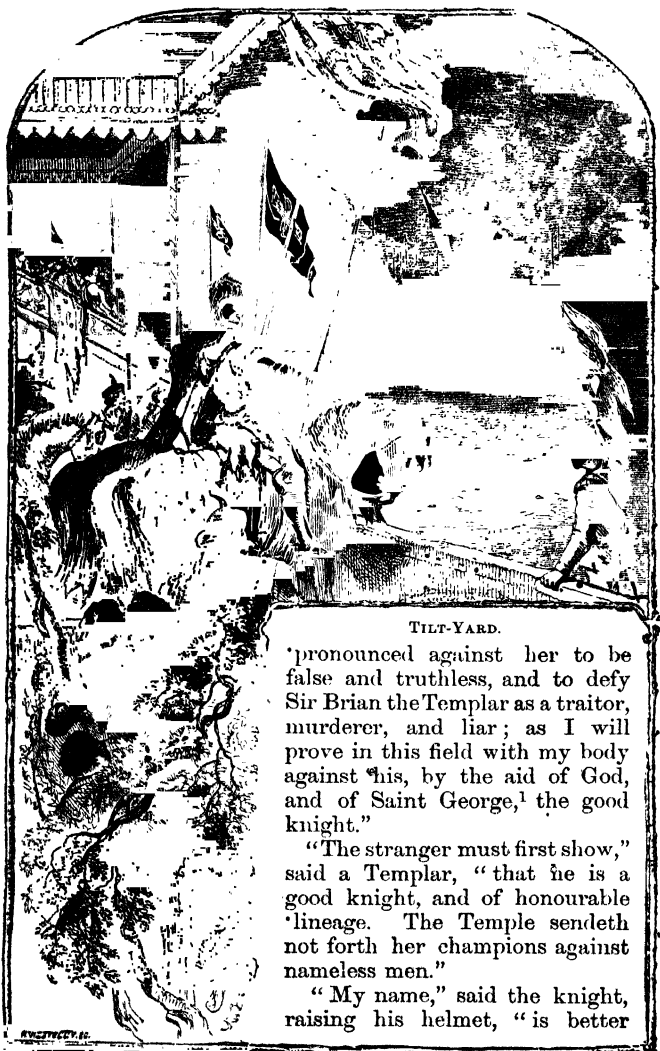 TILT-YARD.
pronounced against her to be
false and truthless, and to defy
Sir Brian the Templar as a traitor,
murderer, and liar; as I will
prove in this field with my body
against his, by the aid of God,
and of Saint George,¹ the good
knight.”
“The stranger must first show,”
said a Templar, “that he is a
good knight, and of honourable
lineage. The Temple sendeth
not forth her champions against
nameless men.”
“My name,” said the knight,
raising his helmet, “is better